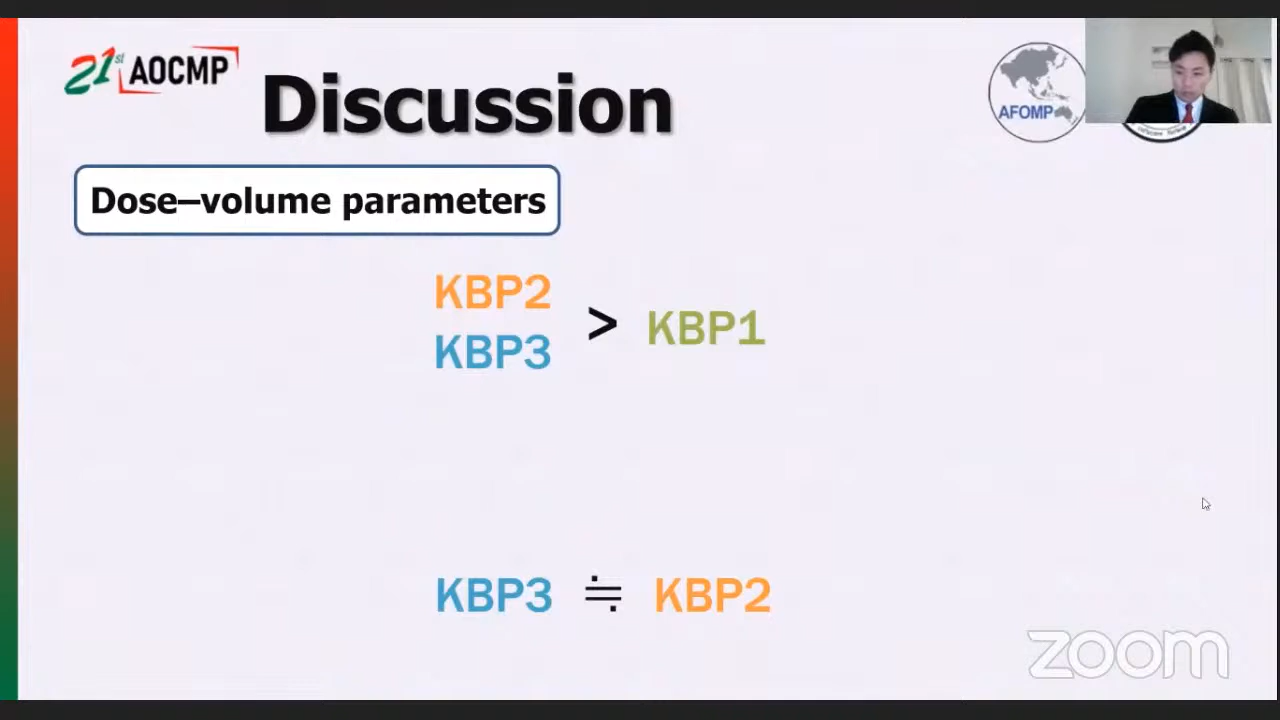 21st AOCMP
Discussion
AFOMP
Dose–volume parameters
KBP2
KBP3
> KBP1
KBP3 ≒ KBP2
zoom